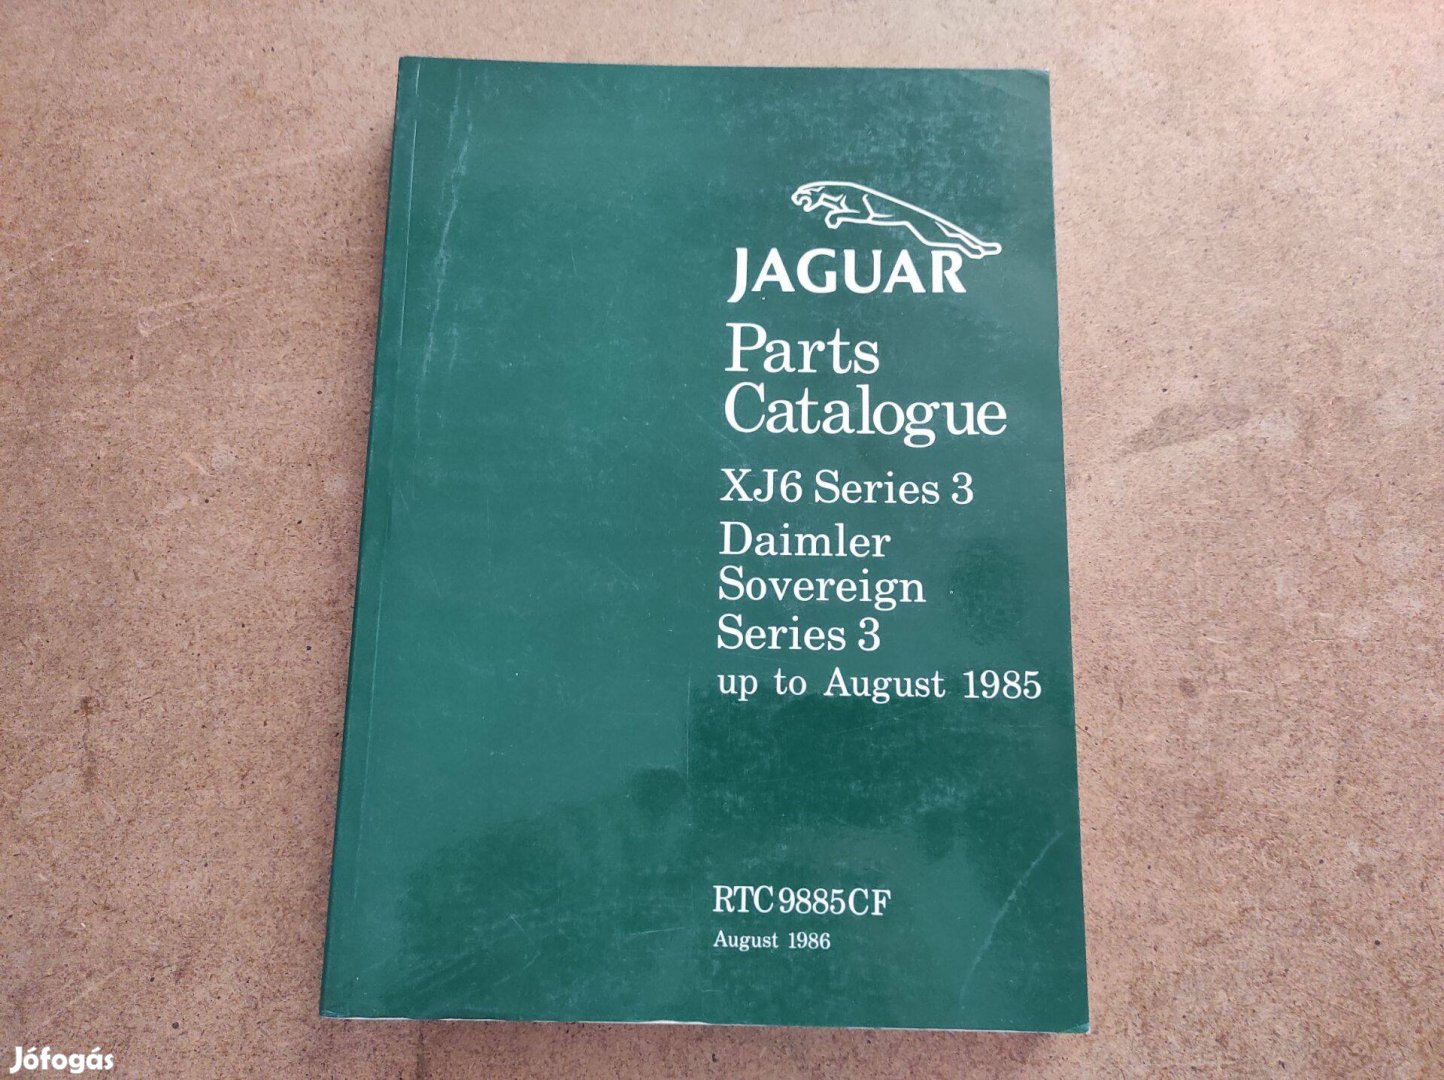 JAGUAR
Parts
Catalogue
XJ6 Series 3
Daimler
Sovereign
Series 3
up to August 1985
RTC9885CF
August 1986
Jófogás